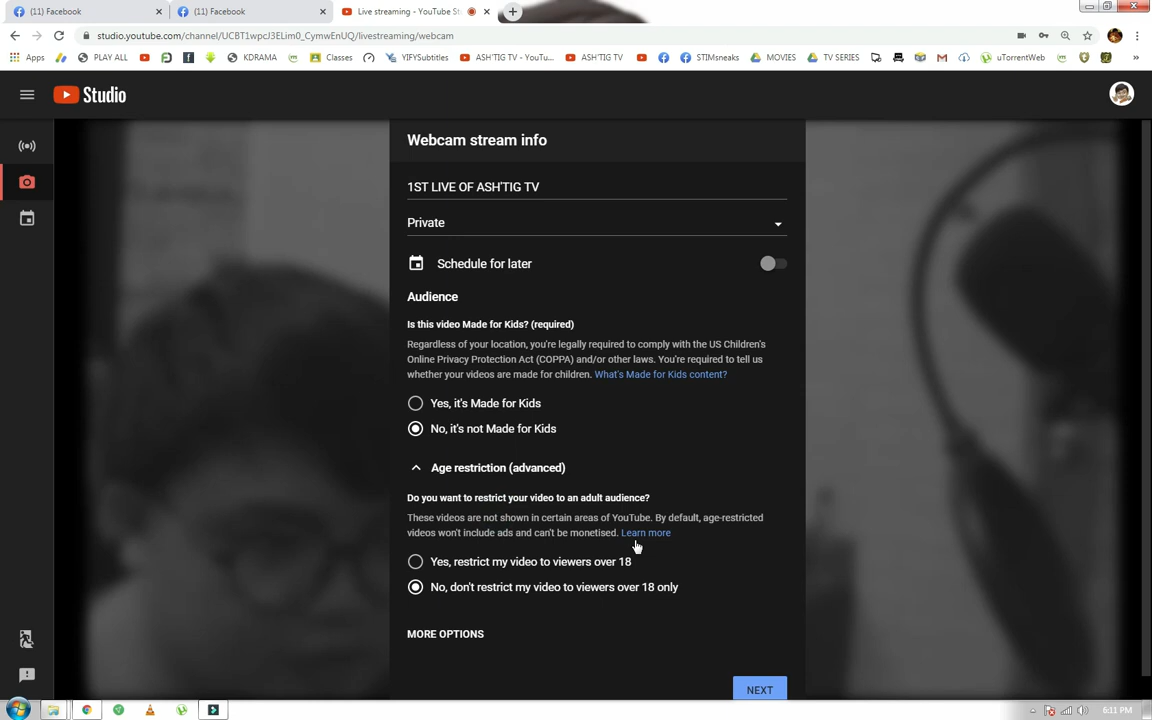 (11) Facebook
(11) Facebook
Live streaming - YouTube St
studio.youtube.com/channel/UCBT1wpcJ3ELim0_CymwEnUQ/livestreaming/webcam
Apps
PLAY ALL
KDRAMA
Classes
YIFYSubtitles
ASH'TIG TV - YouTu...
ASH'TIG TV
STIMsneaks
MOVIES
TV SERIES
uTorrentWeb
Studio
Webcam stream info
1ST LIVE OF ASH'TIG TV
Private
Schedule for later
Audience
Is this video Made for Kids? (required)
Regardless of your location, you're legally required to comply with the US Children's
Online Privacy Protection Act (COPPA) and/or other laws. You're required to tell us
whether your videos are made for children. What's Made for Kids content?
Yes, it's Made for Kids
No, it's not Made for Kids
Age restriction (advanced)
Do you want to restrict your video to an adult audience?
These videos are not shown in certain areas of YouTube. By default, age-restricted
videos won't include ads and can't be monetised. Learn more
Yes, restrict my video to viewers over 18
No, don't restrict my video to viewers over 18 only
MORE OPTIONS
NEXT
6:11 PM